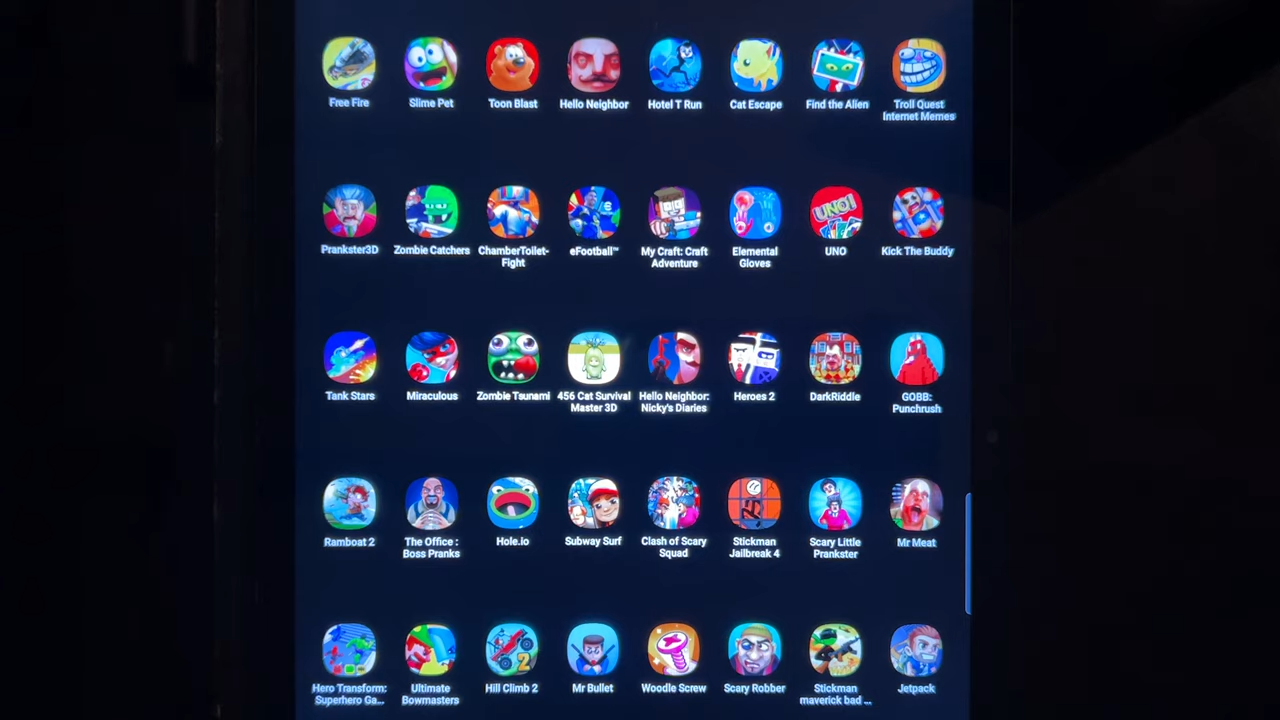 Free Fire
Slime Pet
Toon Blast
Hello Neighbor
Hotel T Run
Cat Escape
Find the Alien
Troll Quest
Internet Memes
Prankster3D
Zombie Catchers
ChamberToilet-
Fight
eFootball™
My Craft: Craft
Adventure
Elemental
Gloves
UNO!
UNO
Kick The Buddy
Tank Stars
Miraculous
Zombie Tsunami
456 Cat Survival
Master 3D
Hello Neighbor:
Nicky's Diaries
Heroes 2
DarkRiddle
GOBB:
Punchrush
Ramboat 2
The Office :
Boss Pranks
Hole.io
Subway Surf
Clash of Scary
Squad
Stickman
Jailbreak 4
Scary Little
Prankster
Mr Meat
Hero Transform:
Superhero Ga...
Ultimate
Bowmasters
2
Hill Climb 2
Mr Bullet
Woodle Screw
Scary Robber
Stickman
maverick bad ...
Jetpack